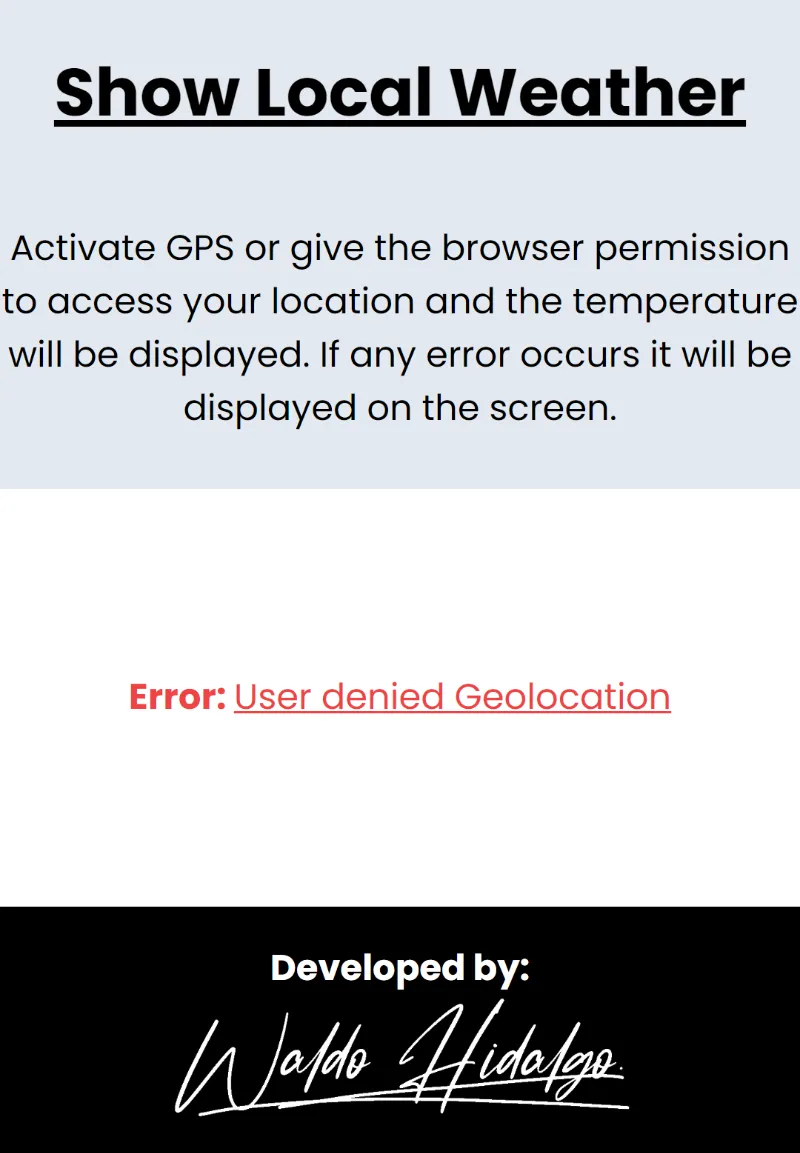 Show Local Weather
Activate GPS or give the browser permission
to access your location and the temperature
will be displayed. If any error occurs it will be
displayed on the screen.
Error: User denied Geolocation
Developed by:
Waldo Hidalgo.